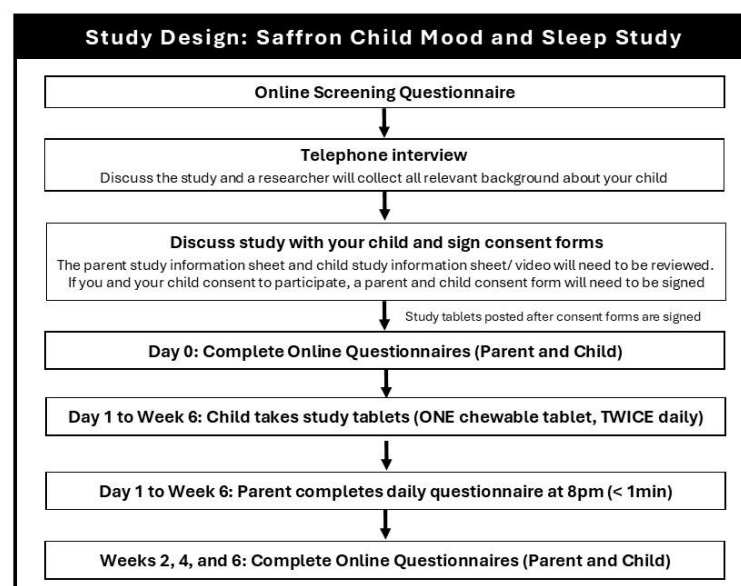 Study Design: Saffron Child Mood and Sleep Study
Online Screening Questionnaire
Telephone interview
Discuss the study and a researcher will collect all relevant background about your child
Discuss study with your child and sign consent forms
The parent study information sheet and child study information sheet/ video will need to be reviewed.
If you and your child consent to participate, a parent and child consent form will need to be signed
Study tablets posted after consent forms are signed
Day 0: Complete Online Questionnaires (Parent and Child)
Day 1 to Week 6: Child takes study tablets (ONE chewable tablet, TWICE daily)
Day 1 to Week 6: Parent completes daily questionnaire at 8pm (< 1min)
Weeks 2, 4, and 6: Complete Online Questionnaires (Parent and Child)